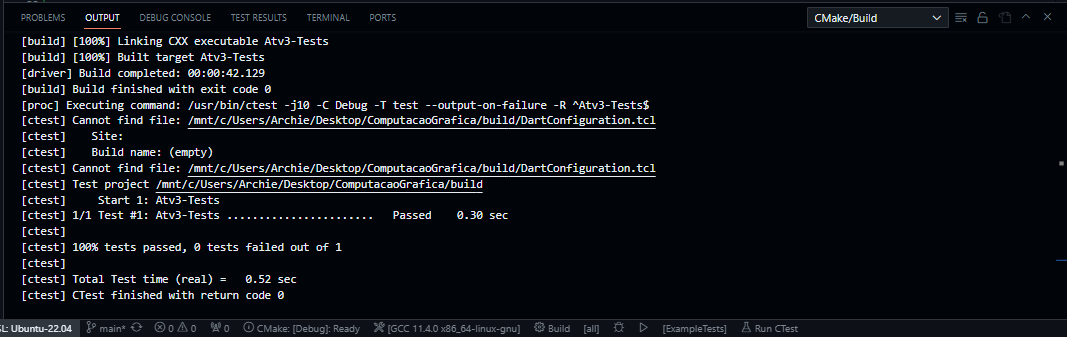 PROBLEMS OUTPUT DEBUG CONSOLE TEST RESULTS TERMINAL PORTS CMake/Build
[build] [100%] Linking CXX executable Atv3-Tests
[build] [100%] Built target Atv3-Tests
[driver] Build completed: 00:00:42.129
[build] Build finished with exit code 0
[proc] Executing command: /usr/bin/ctest -j10 -C Debug -T test --output-on-failure -R ^Atv3-Tests$
[ctest] Cannot find file: /mnt/c/Users/Archie/Desktop/ComputacaoGrafica/build/DartConfiguration.tcl
[ctest]    Site:
[ctest]    Build name: (empty)
[ctest] Cannot find file: /mnt/c/Users/Archie/Desktop/ComputacaoGrafica/build/DartConfiguration.tcl
[ctest] Test project /mnt/c/Users/Archie/Desktop/ComputacaoGrafica/build
[ctest]     Start 1: Atv3-Tests
[ctest] 1/1 Test #1: Atv3-Tests .......................   Passed    0.30 sec
[ctest]
[ctest] 100% tests passed, 0 tests failed out of 1
[ctest]
[ctest] Total Test time (real) =   0.52 sec
[ctest] CTest finished with return code 0
SL: Ubuntu-22.04 main* 0 0 0 CMake: [Debug]: Ready [GCC 11.4.0 x86_64-linux-gnu] Build [all] [ExampleTests] Run CTest